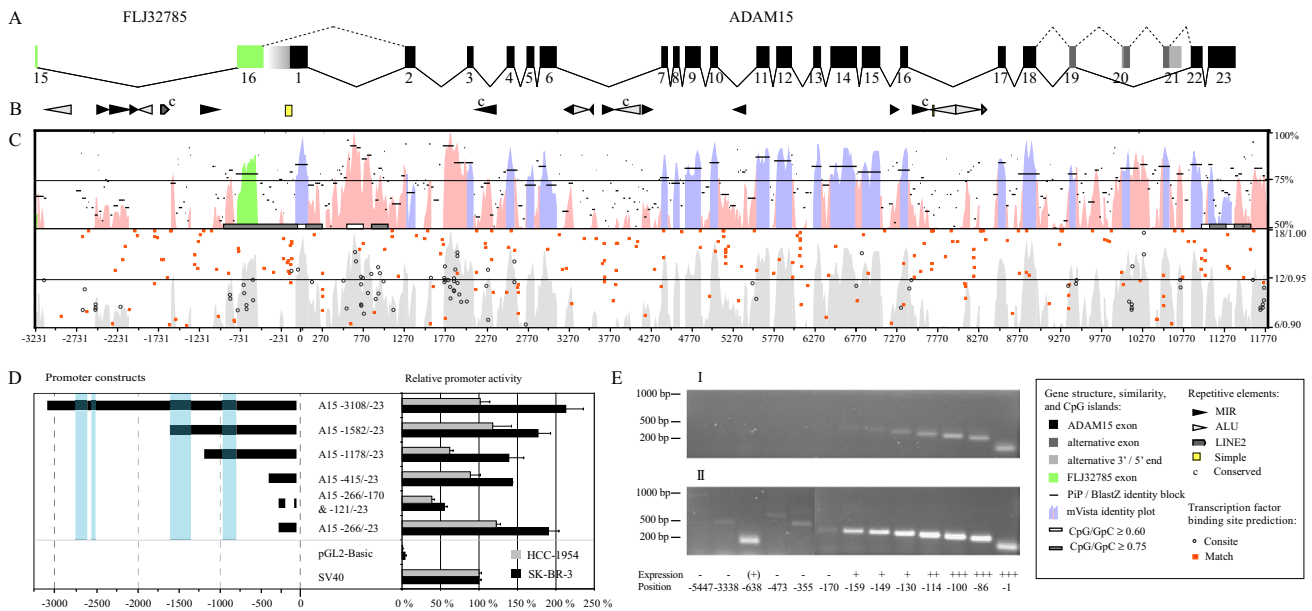 A FLJ32785 ADAM15
15 16 1 2 3 4 5 6 7 8 9 10 11 12 13 14 15 16 17 18 19 20 21 22 23
B c c c c
C 100%
75%
50%
18/1.00
12/0.95
6/0.90
-3231 -2731 -2231 -1731 -1231 -731 -231 0 270 770 1270 1770 2270 2770 3270 3770 4270 4770 5270 5770 6270 6770 7270 7770 8270 8770 9270 9770 10270 10770 11270 11770
D Promoter constructs Relative promoter activity
A15 -3108/-23
A15 -1582/-23
A15 -1178/-23
A15 -415/-23
A15 -266/-170
& -121/-23
A15 -266/-23
pGL2-Basic
SV40
HCC-1954
SK-BR-3
-3000 -2000 -1500 -1000 -500 0
0 % 50 % 100 % 150 % 200 % 250 %
E I
1000 bp
500 bp
200 bp
II
1000 bp
500 bp
200 bp
Expression - - (+) - - - + + + ++ +++ +++ +++
Position -5447 -3338 -638 -473 -355 -170 -159 -149 -130 -114 -100 -86 -1
Gene structure, similarity,
and CpG islands:
ADAM15 exon
alternative exon
alternative 3' / 5' end
FLJ32785 exon
PiP / BlastZ identity block
mVista identity plot
CpG/GpC ≥ 0.60
CpG/GpC ≥ 0.75
Repetitive elements:
MIR
ALU
LINE2
Simple
c Conserved
Transcription factor
binding site prediction:
Consite
Match